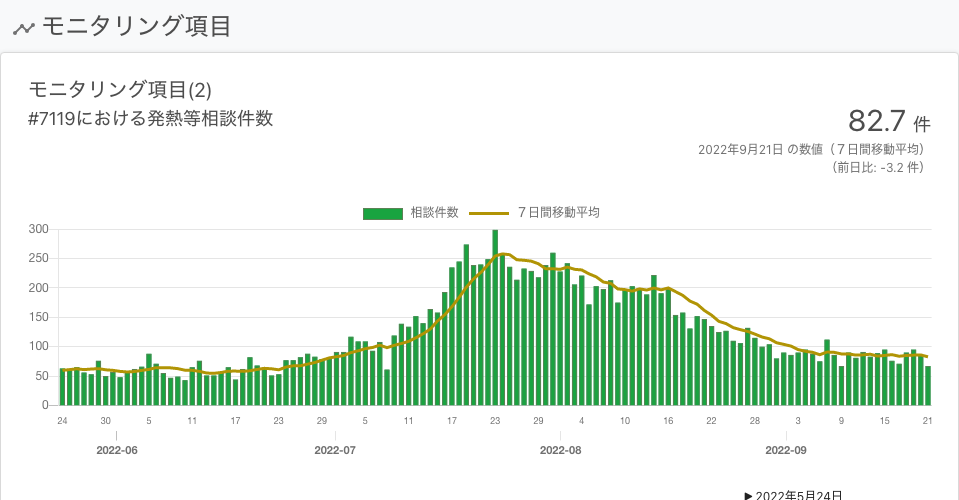 モニタリング項目
モニタリング項目(2)
#7119における発熱等相談件数
82.7 件
2022年9月21日 の数値（７日間移動平均）
（前日比: -3.2 件）
相談件数 ７日間移動平均
300
250
200
150
100
50
0
24 30 5 11 17 23 29 5 11 17 23 29 4 10 16 22 28 3 9 15 21
2022-06 2022-07 2022-08 2022-09
▶ 2022年5月24日